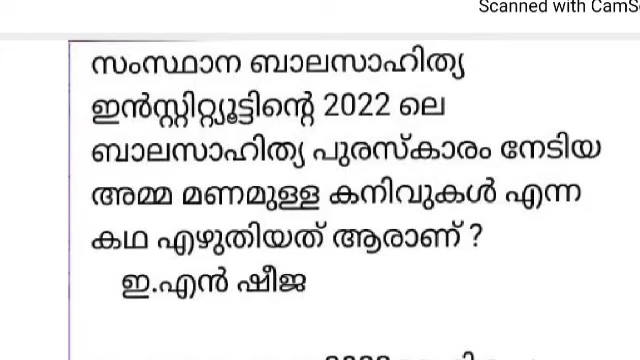 Scanned with CamS
സംസ്ഥാന ബാലസാഹിത്യ
ഇൻസ്റ്റിറ്റ്യൂട്ടിന്റെ 2022 ലെ
ബാലസാഹിത്യ പുരസ്കാരം നേടിയ
അമ്മ മണമുള്ള കനിവുകൾ എന്ന
കഥ എഴുതിയത് ആരാണ് ?
ഇ.എൻ ഷീജ